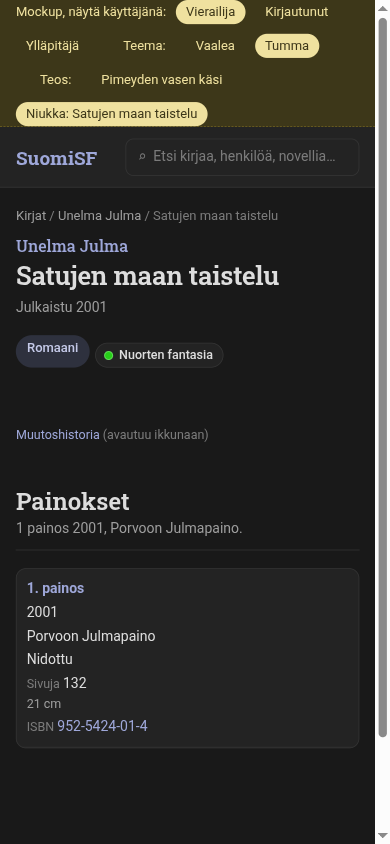 Mockup, näytä käyttäjänä: Vierailija Kirjautunut
Ylläpitäjä Teema: Vaalea Tumma
Teos: Pimeyden vasen käsi
Niukka: Satujen maan taistelu
SuomiSF Etsi kirjaa, henkilöä, novellia…
Kirjat / Unelma Julma / Satujen maan taistelu
Unelma Julma
Satujen maan taistelu
Julkaistu 2001
Romaani Nuorten fantasia
Muutoshistoria (avautuu ikkunaan)
Painokset
1 painos 2001, Porvoon Julmapaino.
1. painos
2001
Porvoon Julmapaino
Nidottu
Sivuja 132
21 cm
ISBN 952-5424-01-4